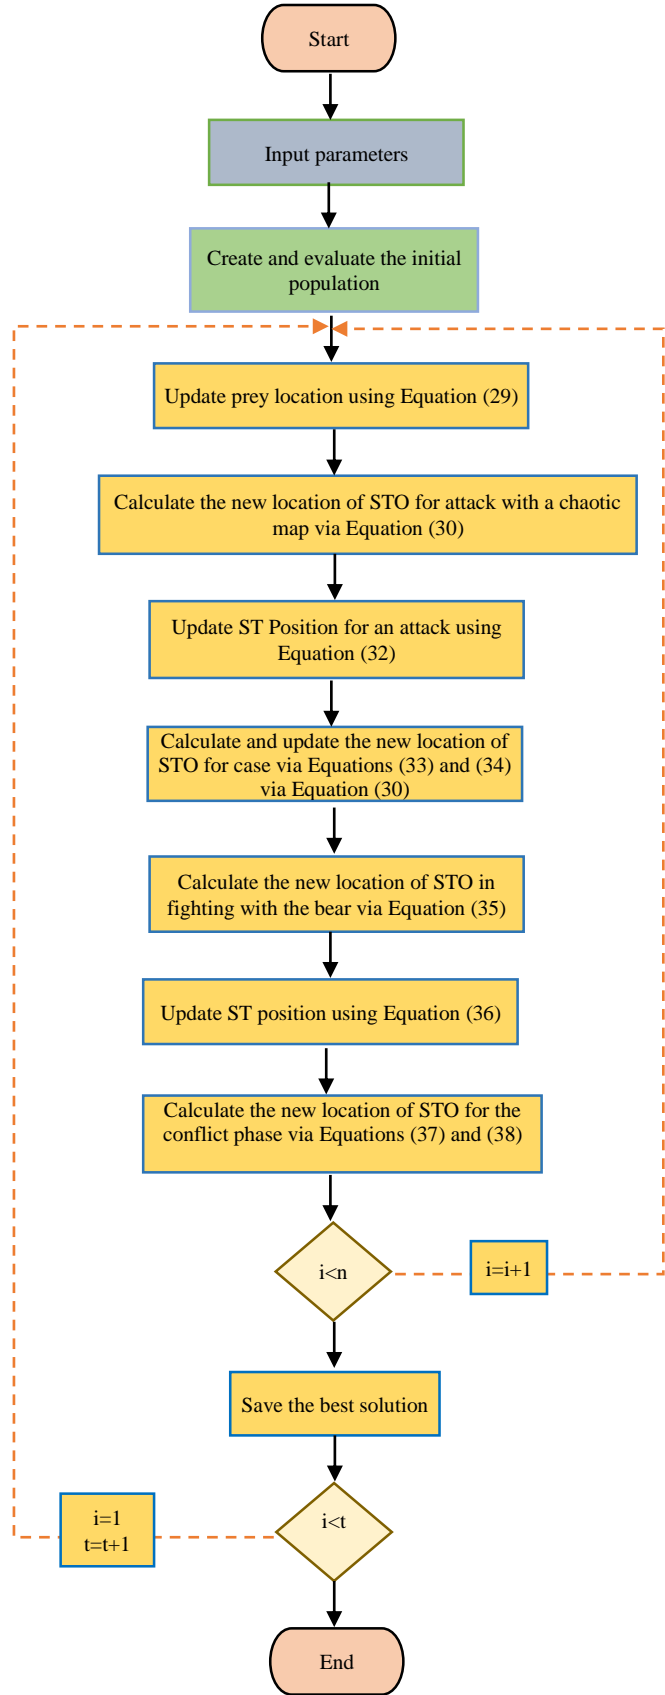 Start
Input parameters
Create and evaluate the initial
population
Update prey location using Equation (29)
Calculate the new location of STO for attack with a chaotic
map via Equation (30)
Update ST Position for an attack using
Equation (32)
Calculate and update the new location of
STO for case via Equations (33) and (34)
via Equation (30)
Calculate the new location of STO in
fighting with the bear via Equation (35)
Update ST position using Equation (36)
Calculate the new location of STO for the
conflict phase via Equations (37) and (38)
i<n
i=i+1
Save the best solution
i<t
i=1
t=t+1
End